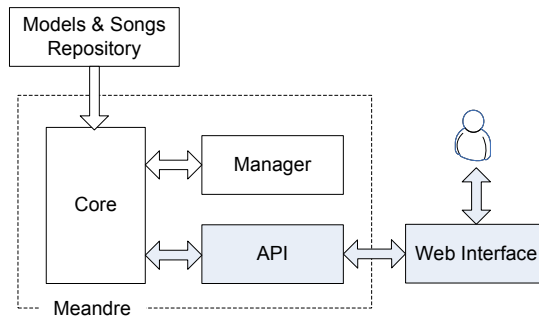 Models & Songs
Repository
Core
Manager
API
Web Interface
Meandre